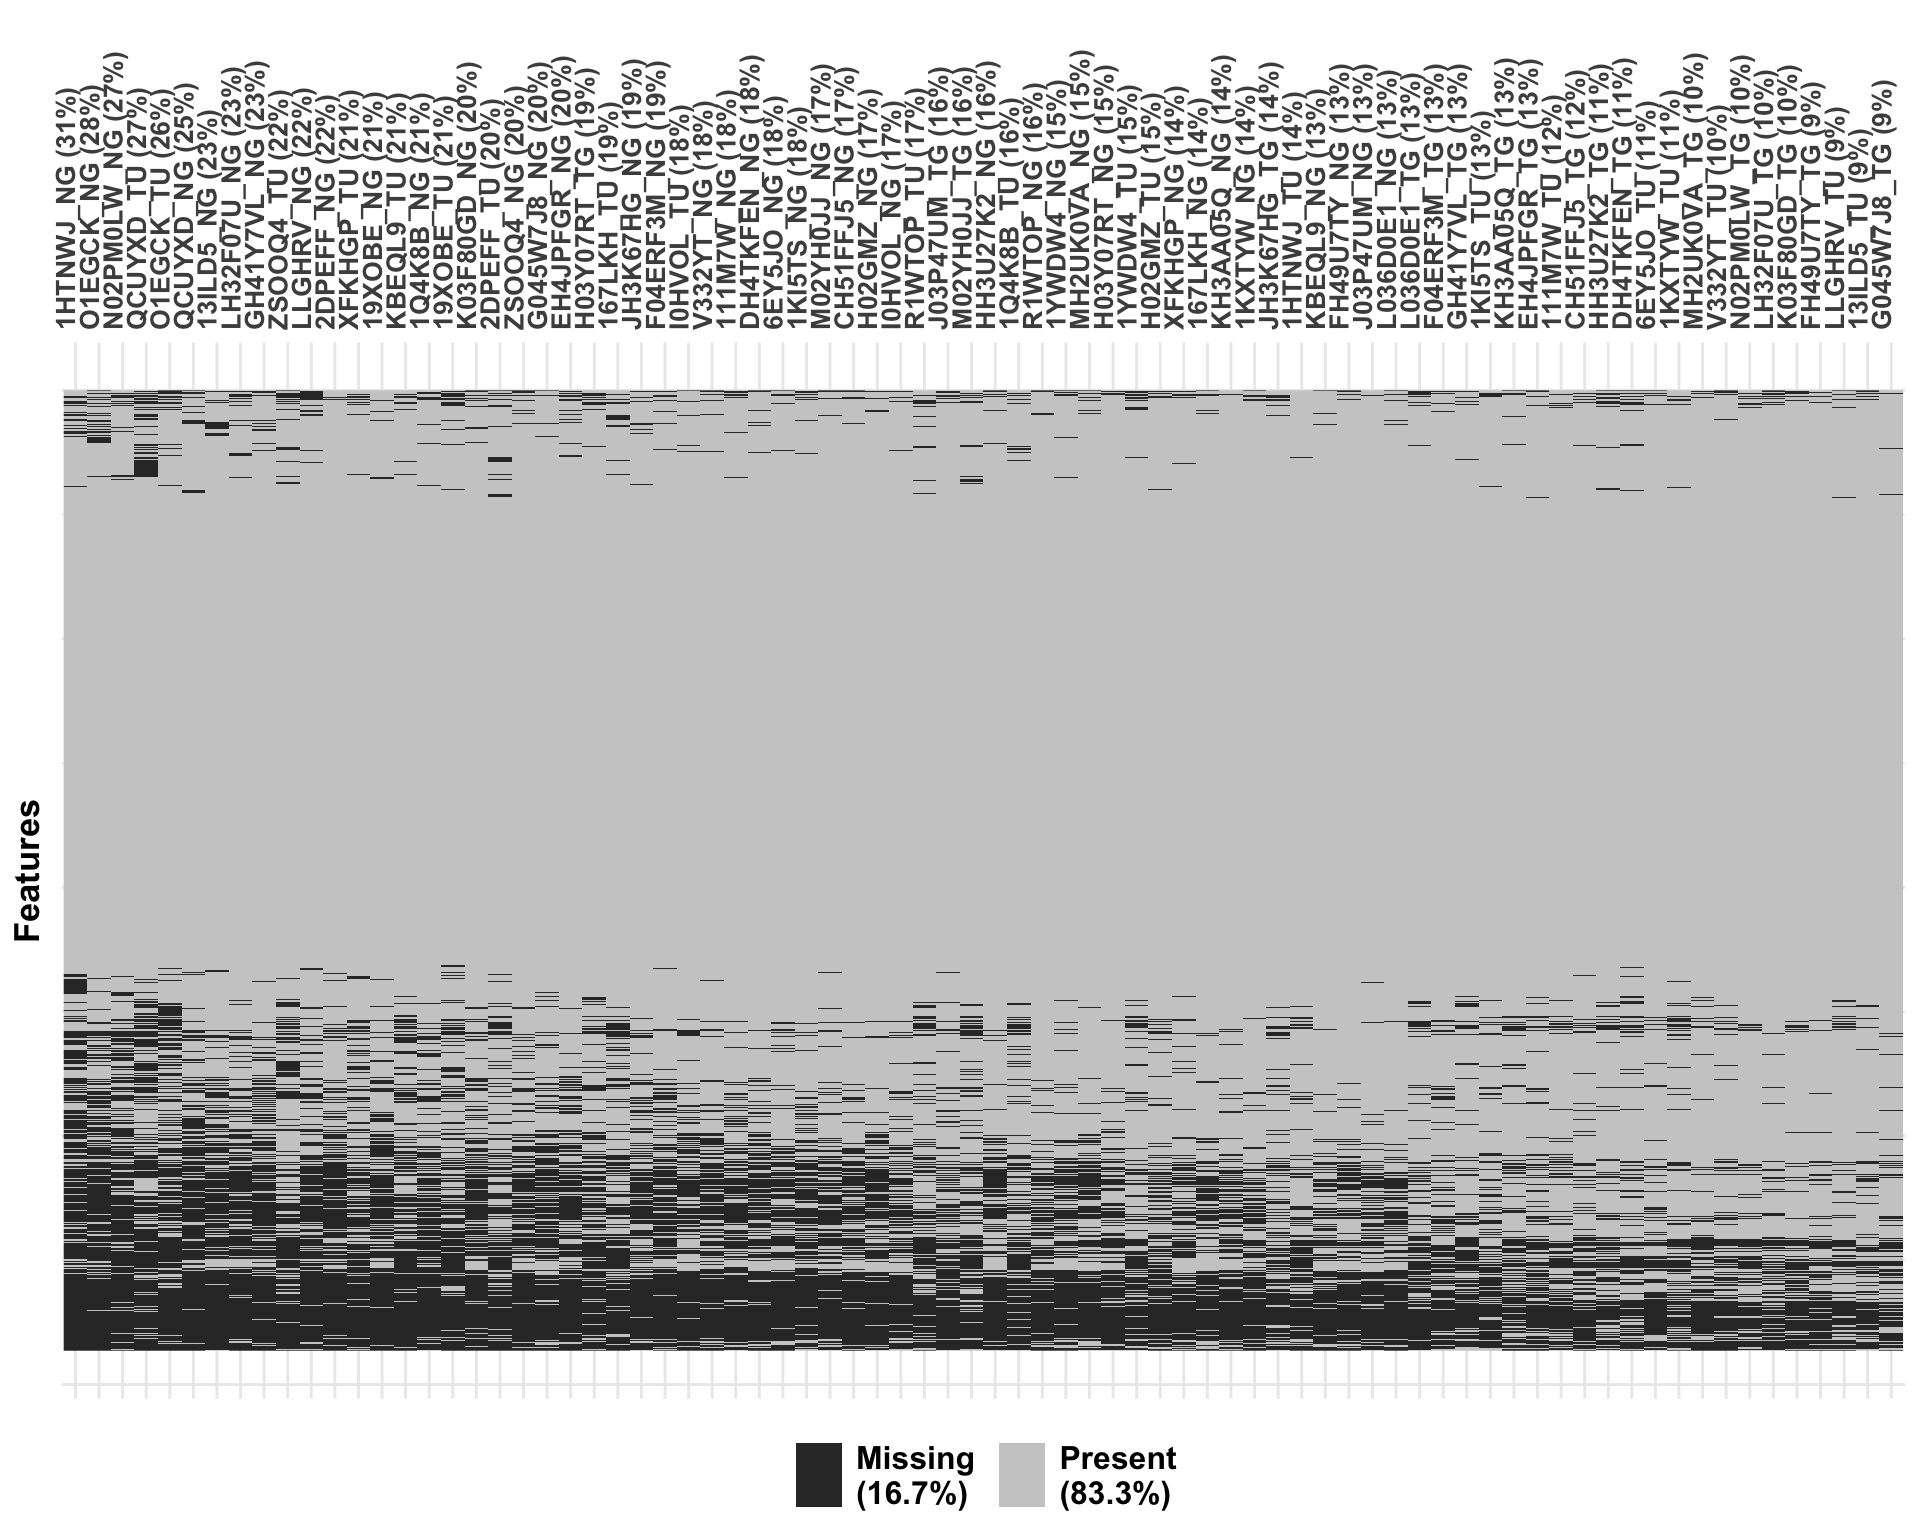 1HTNWJ_NG (31%)
O1EGCK_NG (28%)
N02PM0LW_NG (27%)
QCUYXD_TU (27%)
O1EGCK_TU (26%)
QCUYXD_NG (25%)
13ILD5_NG (23%)
LH32F07U_NG (23%)
GH41Y7VL_NG (23%)
ZSOOQ4_TU (22%)
LLGHRV_NG (22%)
2DPEFF_NG (22%)
XFKHGP_TU (21%)
19XOBE_NG (21%)
KBEQL9_TU (21%)
1Q4K8B_NG (21%)
19XOBE_TU (21%)
K03F80GD_NG (20%)
2DPEFF_TU (20%)
ZSOOQ4_NG (20%)
G045W7J8_NG (20%)
EH4JPFGR_NG (20%)
H03Y07RT_TG (19%)
167LKH_TU (19%)
JH3K67HG_NG (19%)
F04ERF3M_NG (19%)
I0HVOL_TU (18%)
V332YT_NG (18%)
111M7W_NG (18%)
DH4TKFEN_NG (18%)
6EY5JO_NG (18%)
1KI5TS_NG (18%)
M02YH0JJ_NG (17%)
CH51FFJ5_NG (17%)
H02GMZ_NG (17%)
I0HVOL_NG (17%)
R1WTOP_TU (17%)
J03P47UM_TG (16%)
M02YH0JJ_TG (16%)
HH3U27K2_NG (16%)
1Q4K8B_TU (16%)
R1WTOP_NG (16%)
1YWDW4_NG (15%)
MH2UK0VA_NG (15%)
H03Y07RT_NG (15%)
1YWDW4_TU (15%)
H02GMZ_TU (15%)
XFKHGP_NG (14%)
167LKH_NG (14%)
KH3AA05Q_NG (14%)
1KXTYW_NG (14%)
JH3K67HG_TG (14%)
1HTNWJ_TU (14%)
KBEQL9_NG (13%)
FH49U7TY_NG (13%)
J03P47UM_NG (13%)
L036D0E1_NG (13%)
L036D0E1_TG (13%)
F04ERF3M_TG (13%)
GH41Y7VL_TG (13%)
1KI5TS_TU (13%)
KH3AA05Q_TG (13%)
EH4JPFGR_TG (13%)
111M7W_TU (12%)
CH51FFJ5_TG (12%)
HH3U27K2_TG (11%)
DH4TKFEN_TG (11%)
6EY5JO_TU (11%)
1KXTYW_TU (11%)
MH2UK0VA_TG (10%)
V332YT_TU (10%)
N02PM0LW_TG (10%)
LH32F07U_TG (10%)
K03F80GD_TG (10%)
FH49U7TY_TG (9%)
LLGHRV_TU (9%)
13ILD5_TU (9%)
G045W7J8_TG (9%)
Features
Missing
(16.7%)
Present
(83.3%)